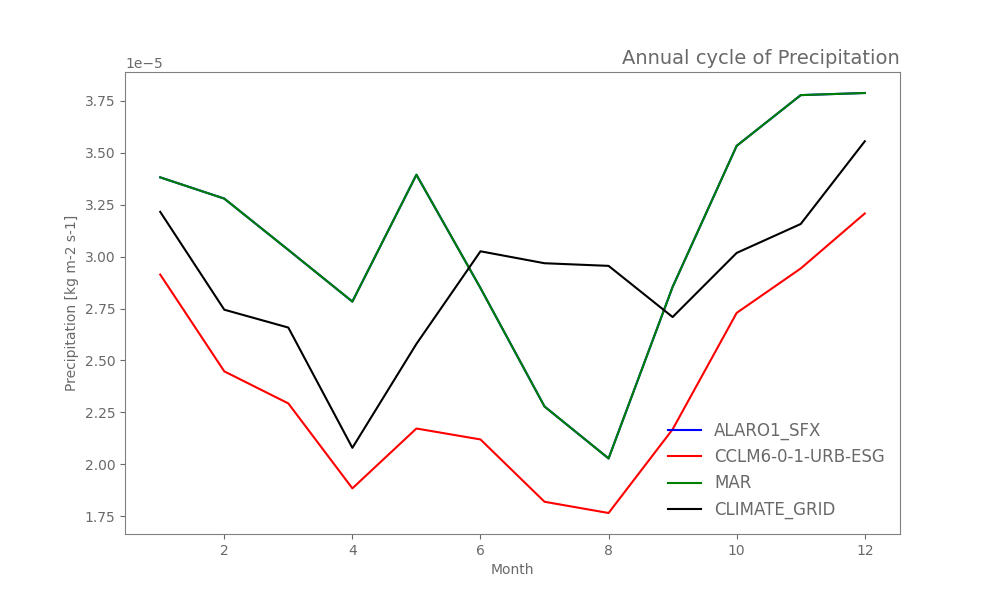 Annual cycle of Precipitation
1e−5
3.75
3.50
3.25
3.00
2.75
2.50
2.25
2.00
1.75
Precipitation [kg m-2 s-1]
ALARO1_SFX
CCLM6-0-1-URB-ESG
MAR
CLIMATE_GRID
2 4 6 8 10 12
Month